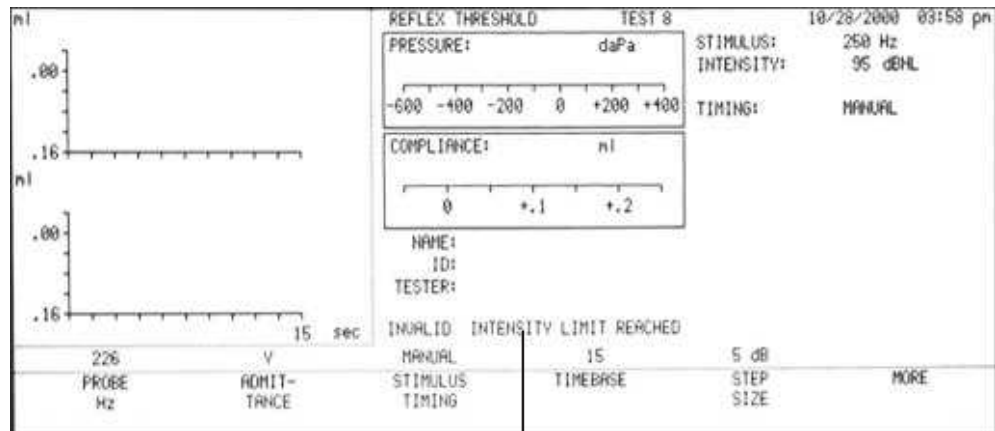 ml
.00
.16
ml
.00
.16
15 sec
REFLEX THRESHOLD TEST 8
10/28/2000 03:58 pm
PRESSURE: daPa
-600 -400 -200 0 +200 +400
COMPLIANCE: ml
0 +.1 +.2
STIMULUS: 250 Hz
INTENSITY: 95 dBHL
TIMING: MANUAL
NAME:
ID:
TESTER:
INVALID INTENSITY LIMIT REACHED
226 Y MANUAL 15 5 dB
PROBE ADMIT- STIMULUS TIMEBASE STEP MORE
Hz TANCE TIMING SIZE